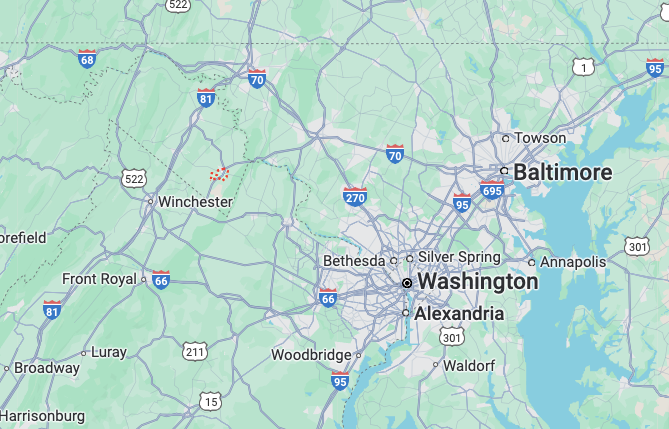 522
68
70
81
1
95
Towson
70
Baltimore
522
Winchester
270
95
695
orefield
301
Bethesda
Silver Spring
Annapolis
Front Royal
66
Washington
66
81
Alexandria
301
Luray
211
Woodbridge
Waldorf
Broadway
95
15
Harrisonburg